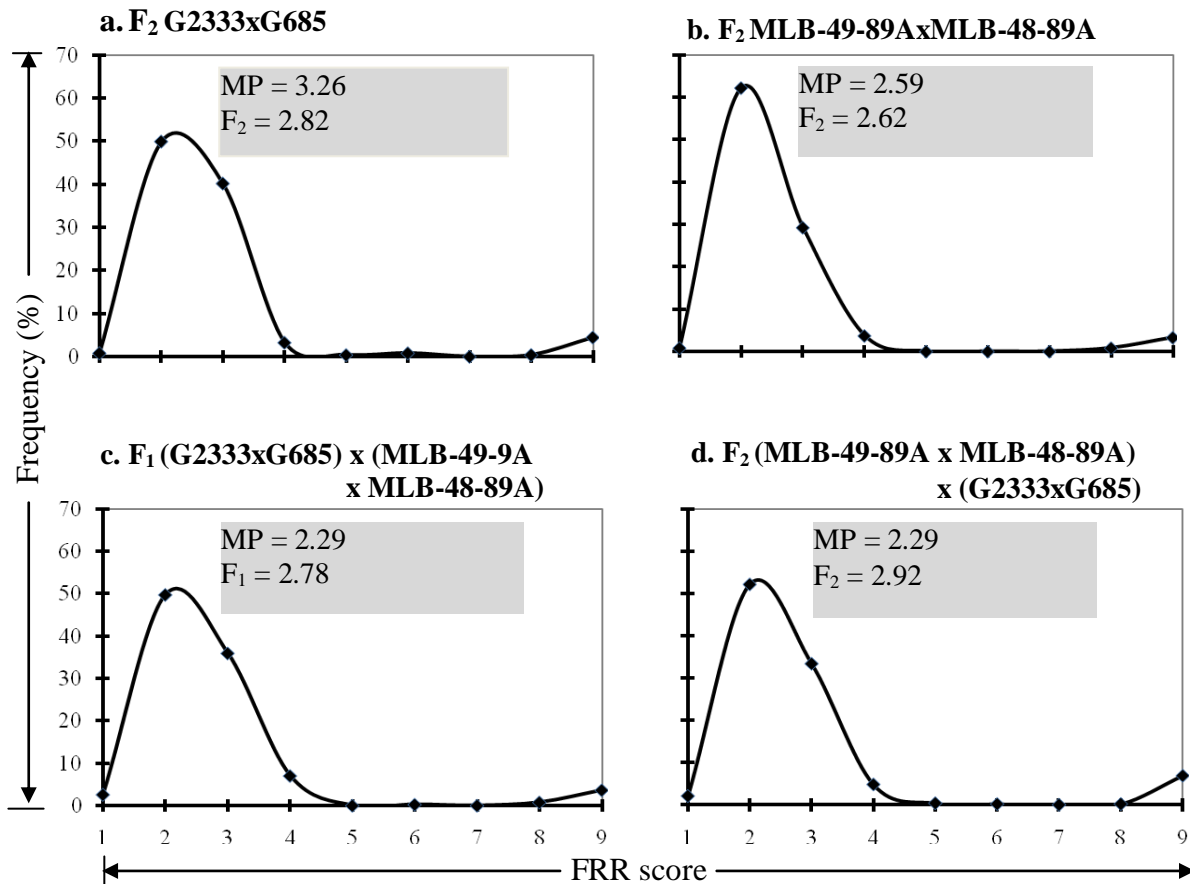 a. F₂ G2333xG685
70
60
50
40
30
20
10
0
MP = 3.26
F₂ = 2.82
b. F₂ MLB-49-89AxMLB-48-89A
MP = 2.59
F₂ = 2.62
Frequency (%)
c. F₁ (G2333xG685) x (MLB-49-9A
x MLB-48-89A)
70
60
50
40
30
20
10
0
MP = 2.29
F₁ = 2.78
1 2 3 4 5 6 7 8 9
d. F₂ (MLB-49-89A x MLB-48-89A)
x (G2333xG685)
MP = 2.29
F₂ = 2.92
1 2 3 4 5 6 7 8 9
FRR score